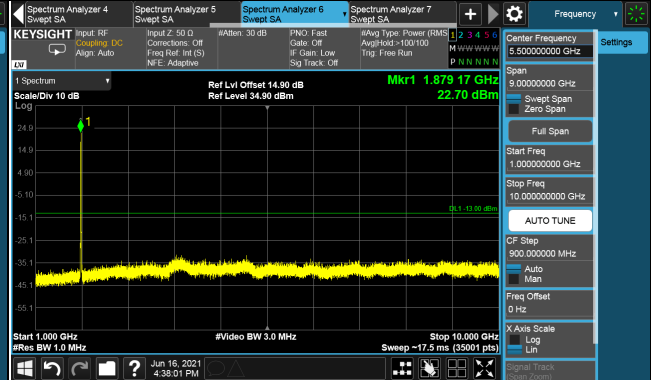 Spectrum Analyzer 4
Swept SA
Spectrum Analyzer 5
Swept SA
Spectrum Analyzer 6
Swept SA
Spectrum Analyzer 7
Swept SA
+
Frequency
KEYSIGHT
LXI
Input: RF
Coupling: DC
Align: Auto
Input Z: 50 Ω
Corrections: Off
Freq Ref: Int (S)
NFE: Adaptive
#Atten: 30 dB
PNO: Fast
Gate: Off
IF Gain: Low
Sig Track: Off
#Avg Type: Power (RMS
Avg|Hold:>100/100
Trig: Free Run
1 2 3 4 5 6
M W W W W W
P N N N N N
1 Spectrum
Scale/Div 10 dB
Log
Ref Lvl Offset 14.90 dB
Ref Level 34.90 dBm
Mkr1 1.879 17 GHz
22.70 dBm
1
24.9
14.9
4.90
-5.10
-15.1
-25.1
-35.1
-45.1
-55.1
DL1 -13.00 dBm
Start 1.000 GHz
#Res BW 1.0 MHz
#Video BW 3.0 MHz
Stop 10.000 GHz
Sweep ~17.5 ms (35001 pts)
Center Frequency
5.500000000 GHz
Span
9.00000000 GHz
Swept Span
Zero Span
Full Span
Start Freq
1.000000000 GHz
Stop Freq
10.000000000 GHz
AUTO TUNE
CF Step
900.000000 MHz
Auto
Man
Freq Offset
0 Hz
X Axis Scale
Log
Lin
Signal Track
(Span Zoom)
Settings
?
Jun 16, 2021
4:38:01 PM